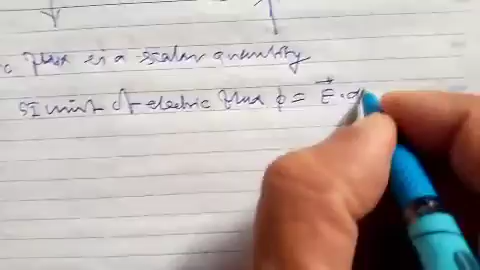 c flux is a scalar quantity
SI unit of electric flux ϕ = E⃗ · d